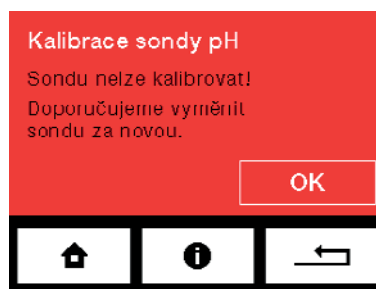 Kalibrace sondy pH
Sondu nelze kalibrovat!
Doporučujeme vyměnit
sondu za novou.
OK